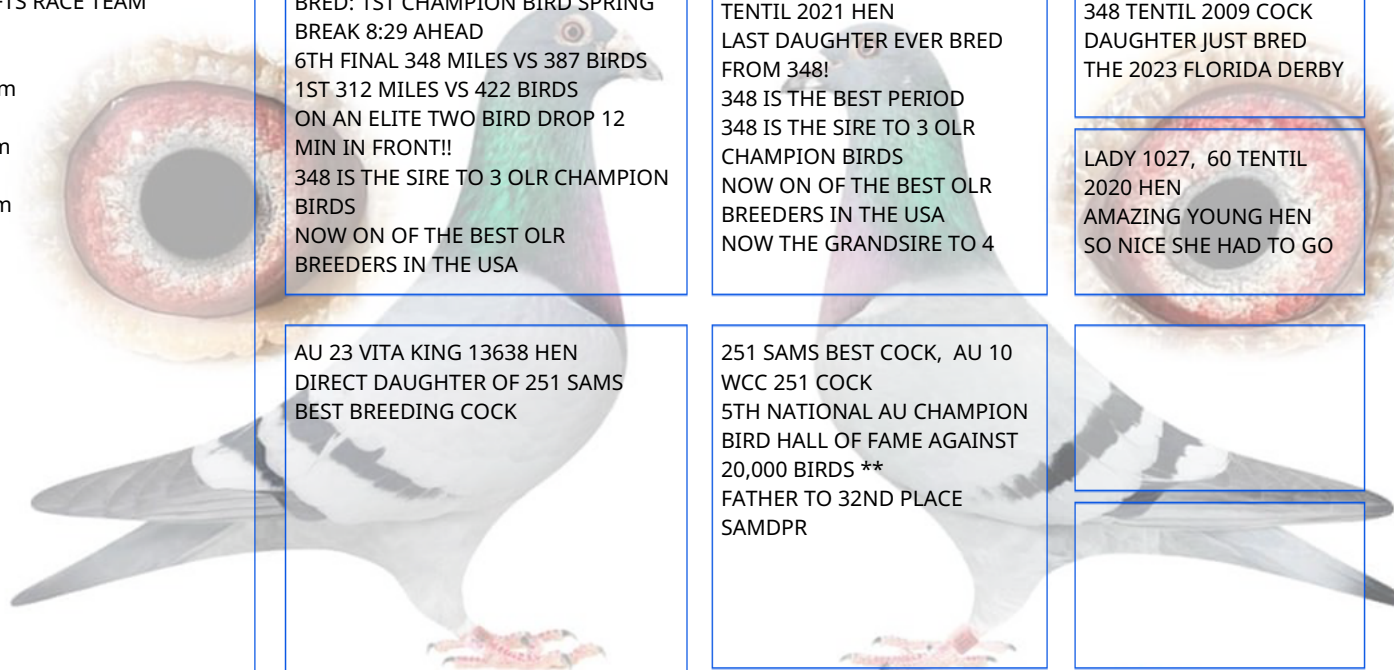 TS RACE TEAM
m
m
m
BRED: 1ST CHAMPION BIRD SPRING
BREAK 8:29 AHEAD
6TH FINAL 348 MILES VS 387 BIRDS
1ST 312 MILES VS 422 BIRDS
ON AN ELITE TWO BIRD DROP 12
MIN IN FRONT!!
348 IS THE SIRE TO 3 OLR CHAMPION
BIRDS
NOW ON OF THE BEST OLR
BREEDERS IN THE USA
AU 23 VITA KING 13638 HEN
DIRECT DAUGHTER OF 251 SAMS
BEST BREEDING COCK
TENTIL 2021 HEN
LAST DAUGHTER EVER BRED
FROM 348!
348 IS THE BEST PERIOD
348 IS THE SIRE TO 3 OLR
CHAMPION BIRDS
NOW ON OF THE BEST OLR
BREEDERS IN THE USA
NOW THE GRANDSIRE TO 4
251 SAMS BEST COCK, AU 10
WCC 251 COCK
5TH NATIONAL AU CHAMPION
BIRD HALL OF FAME AGAINST
20,000 BIRDS **
FATHER TO 32ND PLACE
SAMDPR
348 TENTIL 2009 COCK
DAUGHTER JUST BRED
THE 2023 FLORIDA DERBY
LADY 1027, 60 TENTIL
2020 HEN
AMAZING YOUNG HEN
SO NICE SHE HAD TO GO